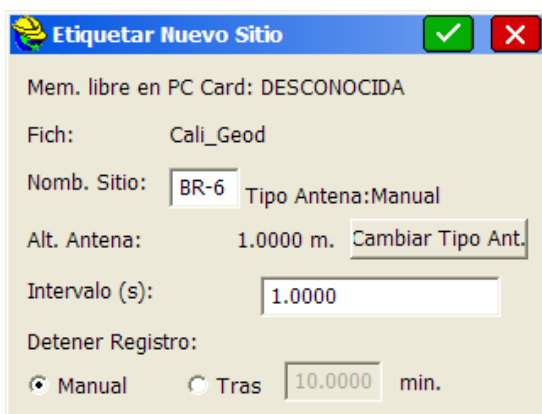 Etiquetar Nuevo Sitio
Mem. libre en PC Card: DESCONOCIDA
Fich: Cali_Geod
Nomb. Sitio: BR-6 Tipo Antena:Manual
Alt. Antena: 1.0000 m. Cambiar Tipo Ant.
Intervalo (s): 1.0000
Detener Registro:
Manual Tras 10.0000 min.